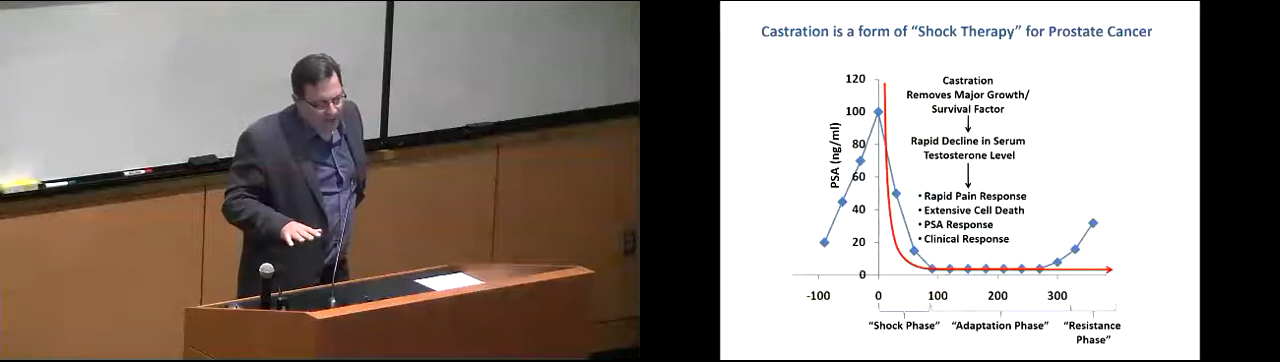 Castration is a form of “Shock Therapy” for Prostate Cancer
120
100
80
60
40
20
0
PSA (ng/ml)
Castration
Removes Major Growth/
Survival Factor
Rapid Decline in Serum
Testosterone Level
• Rapid Pain Response
• Extensive Cell Death
• PSA Response
• Clinical Response
-100 0 100 200 300
“Shock Phase” “Adaptation Phase” “Resistance
Phase”